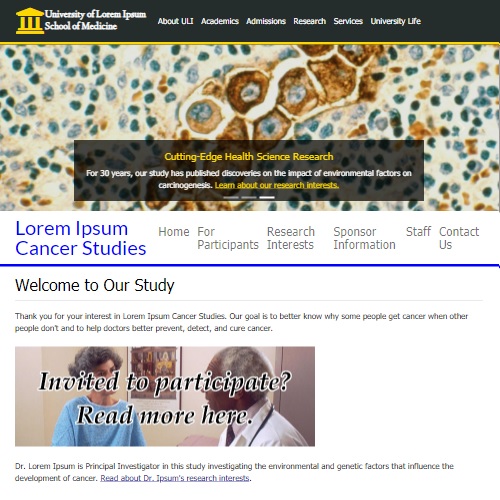 University of Lorem Ipsum
School of Medicine
About ULI Academics Admissions Research Services University Life
Cutting-Edge Health Science Research
For 30 years, our study has published discoveries on the impact of environmental factors on
carcinogenesis. Learn about our research interests.
Lorem Ipsum
Cancer Studies
Home
For
Participants
Research
Interests
Sponsor
Information
Staff
Contact
Us
Welcome to Our Study
Thank you for your interest in Lorem Ipsum Cancer Studies. Our goal is to better know why some people get cancer when other
people don't and to help doctors better prevent, detect, and cure cancer.
Invited to participate?
Read more here.
Dr. Lorem Ipsum is Principal Investigator in this study investigating the environmental and genetic factors that influence the
development of cancer. Read about Dr. Ipsum's research interests.